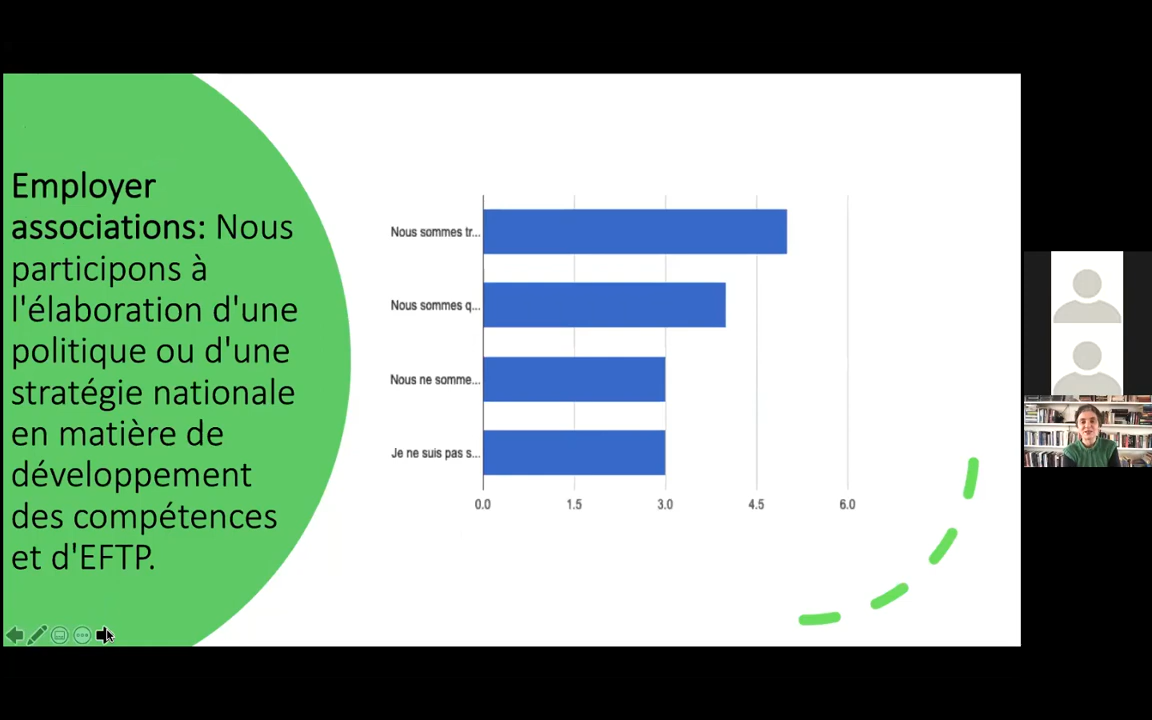 Employer
associations: Nous
participons à
l'élaboration d'une
politique ou d'une
stratégie nationale
en matière de
développement
des compétences
et d'EFTP.
Nous sommes tr...
Nous sommes q...
Nous ne somme...
Je ne suis pas s...
0.0 1.5 3.0 4.5 6.0